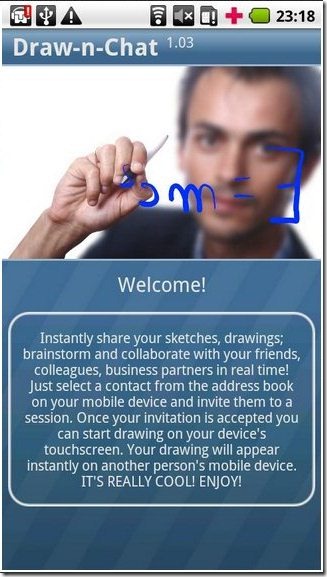 23:18
Draw-n-Chat 1.03
m =
Welcome!
Instantly share your sketches, drawings;
brainstorm and collaborate with your friends,
colleagues, business partners in real time!
Just select a contact from the address book
on your mobile device and invite them to a
session. Once your invitation is accepted you
can start drawing on your device's
touchscreen. Your drawing will appear
instantly on another person's mobile device.
IT'S REALLY COOL! ENJOY!